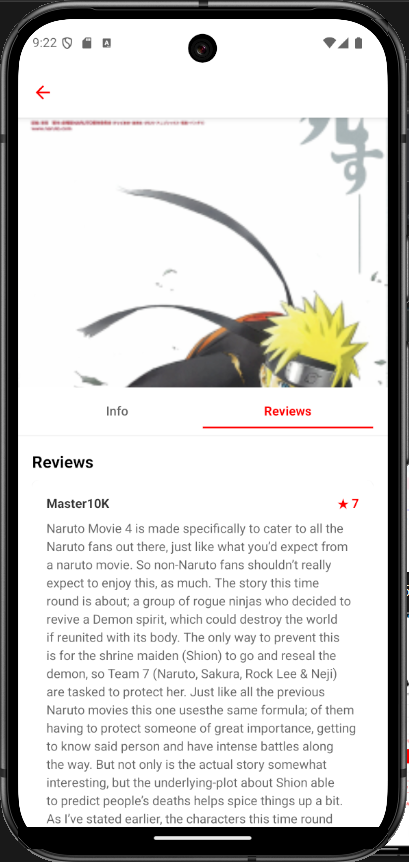 9:22
www.naruto.com
す
Info
Reviews
Reviews
Master10K
★ 7
Naruto Movie 4 is made specifically to cater to all the
Naruto fans out there, just like what you'd expect from
a naruto movie. So non-Naruto fans shouldn't really
expect to enjoy this, as much. The story this time
round is about; a group of rogue ninjas who decided to
revive a Demon spirit, which could destroy the world
if reunited with its body. The only way to prevent this
is for the shrine maiden (Shion) to go and reseal the
demon, so Team 7 (Naruto, Sakura, Rock Lee & Neji)
are tasked to protect her. Just like all the previous
Naruto movies this one usesthe same formula; of them
having to protect someone of great importance, getting
to know said person and have intense battles along
the way. But not only is the actual story somewhat
interesting, but the underlying-plot about Shion able
to predict people's deaths helps spice things up a bit.
As I've stated earlier, the characters this time round